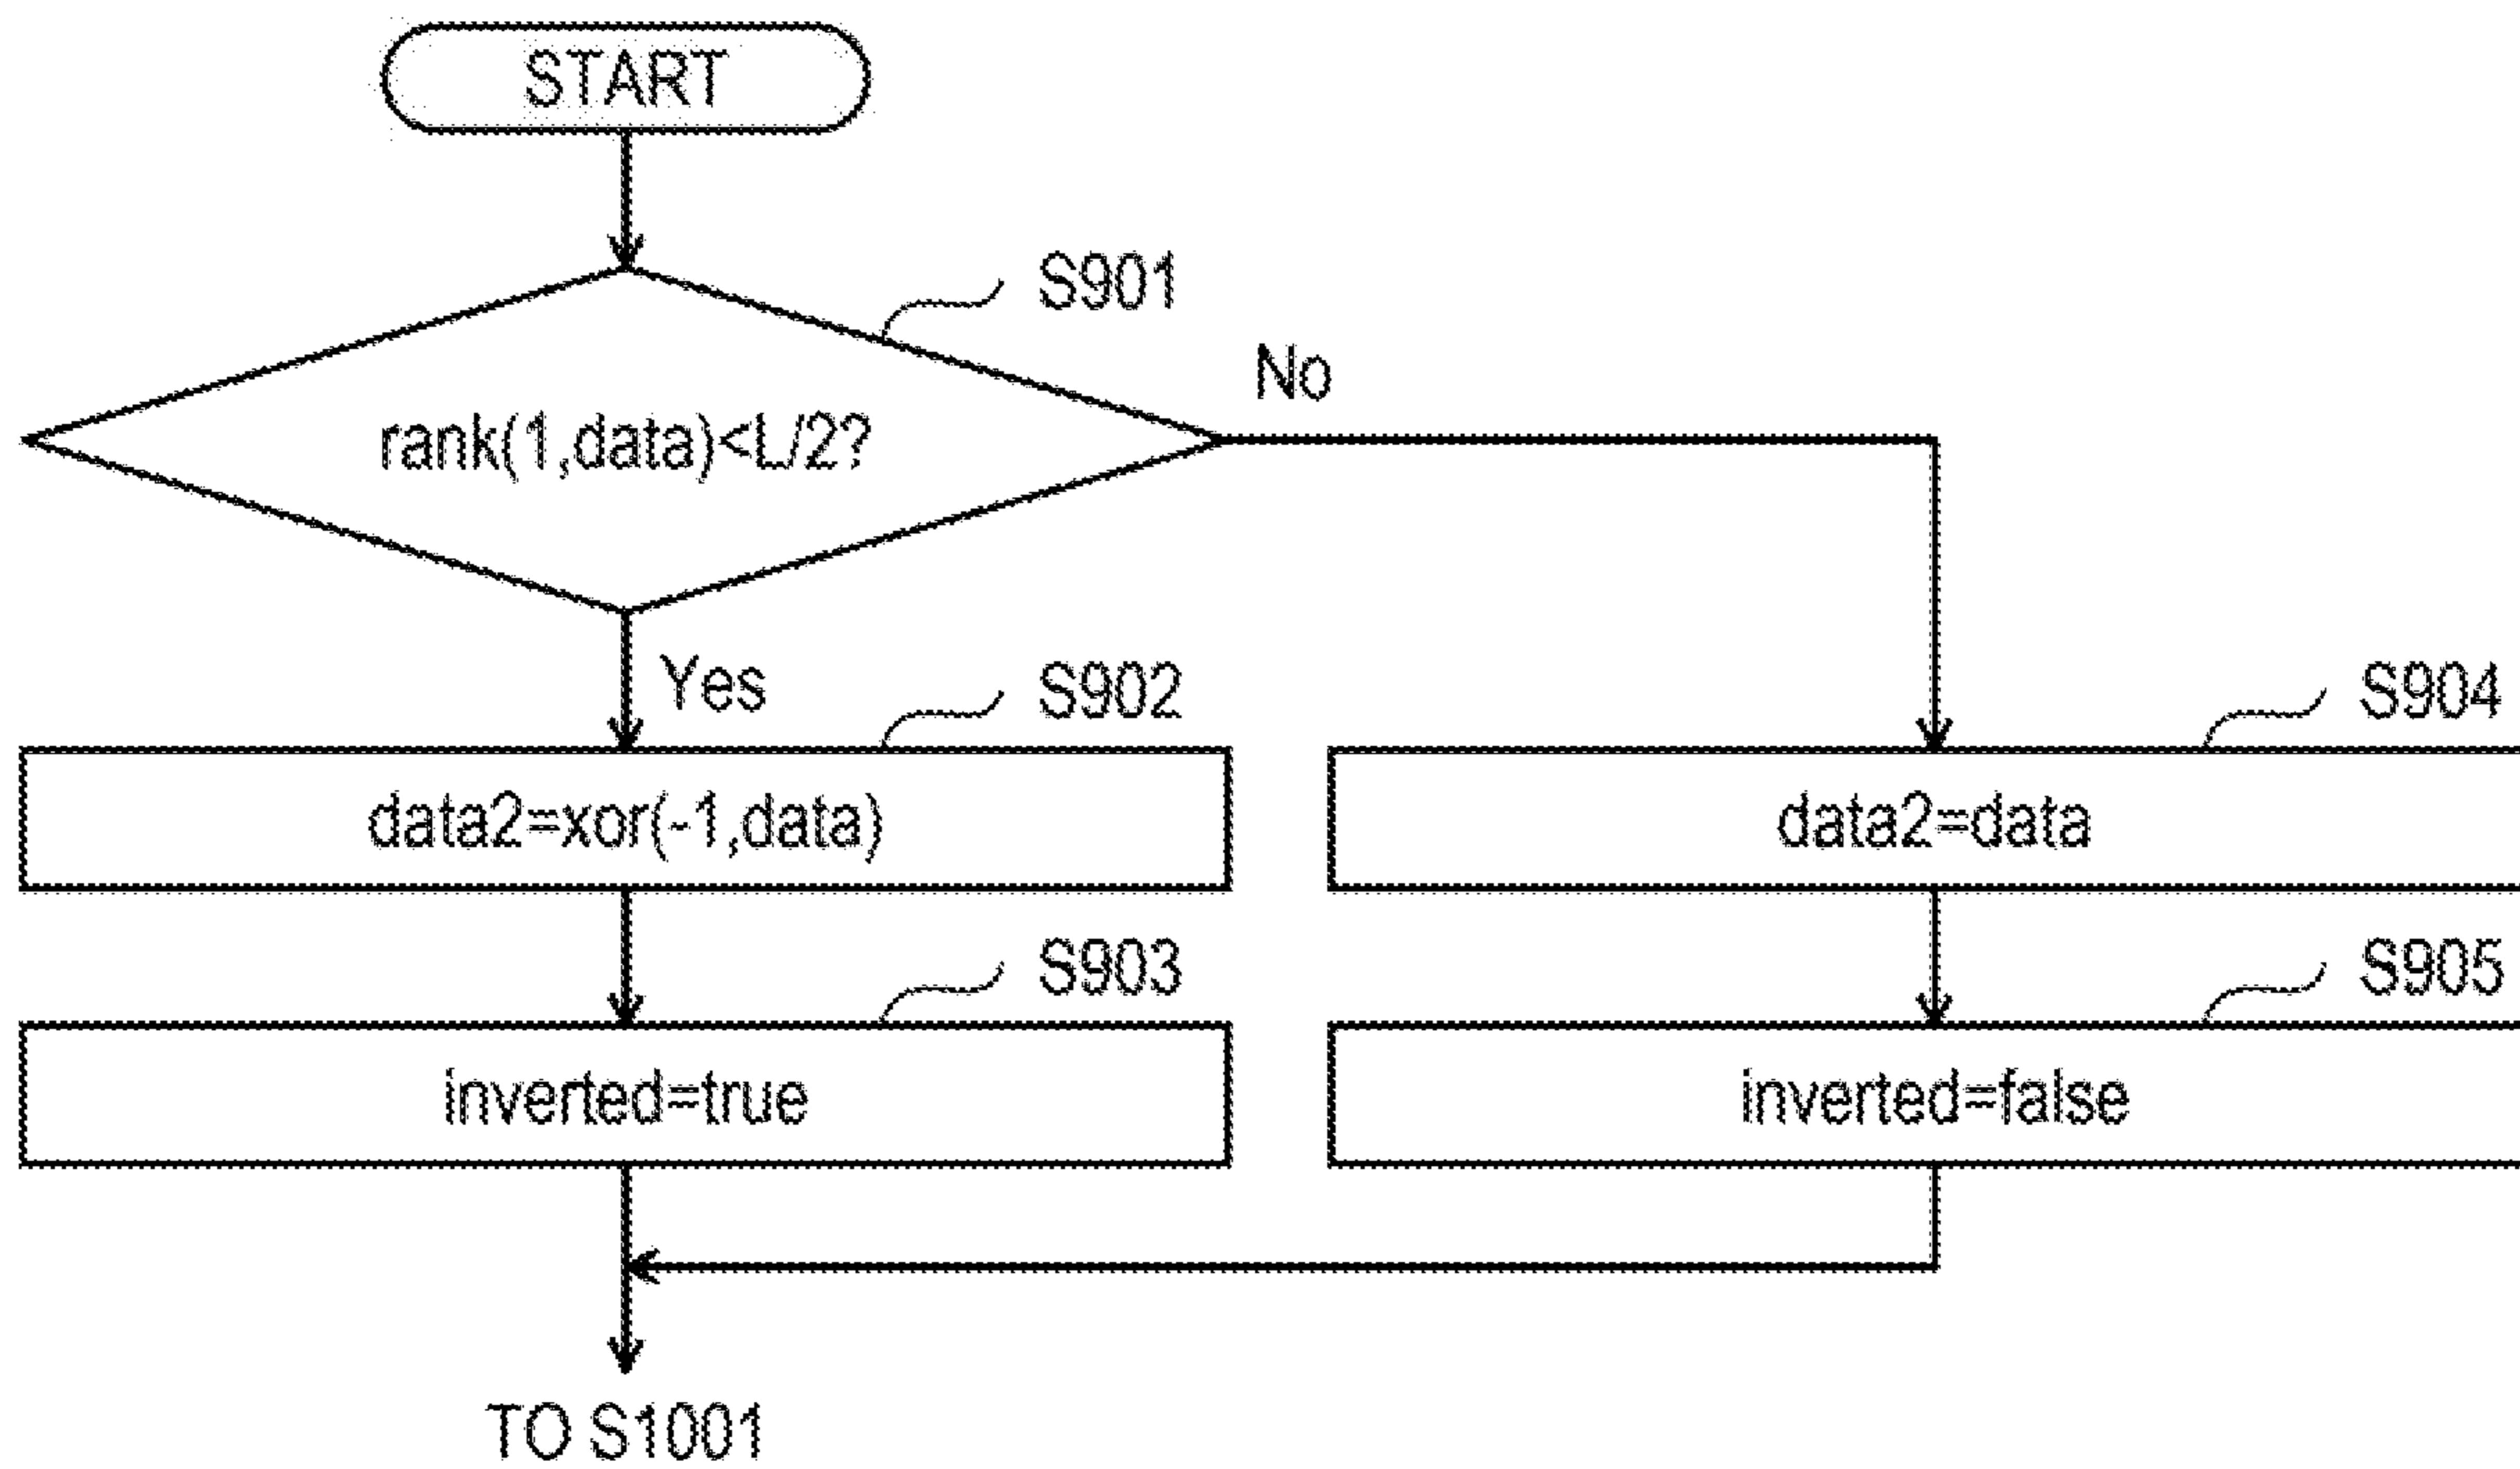 START
S901
No
rank(1,data)<L/2?
Yes
S902
S904
data2=xor(-1,data)
data2=data
S903
S905
inverted=true
inverted=false
TO S1001